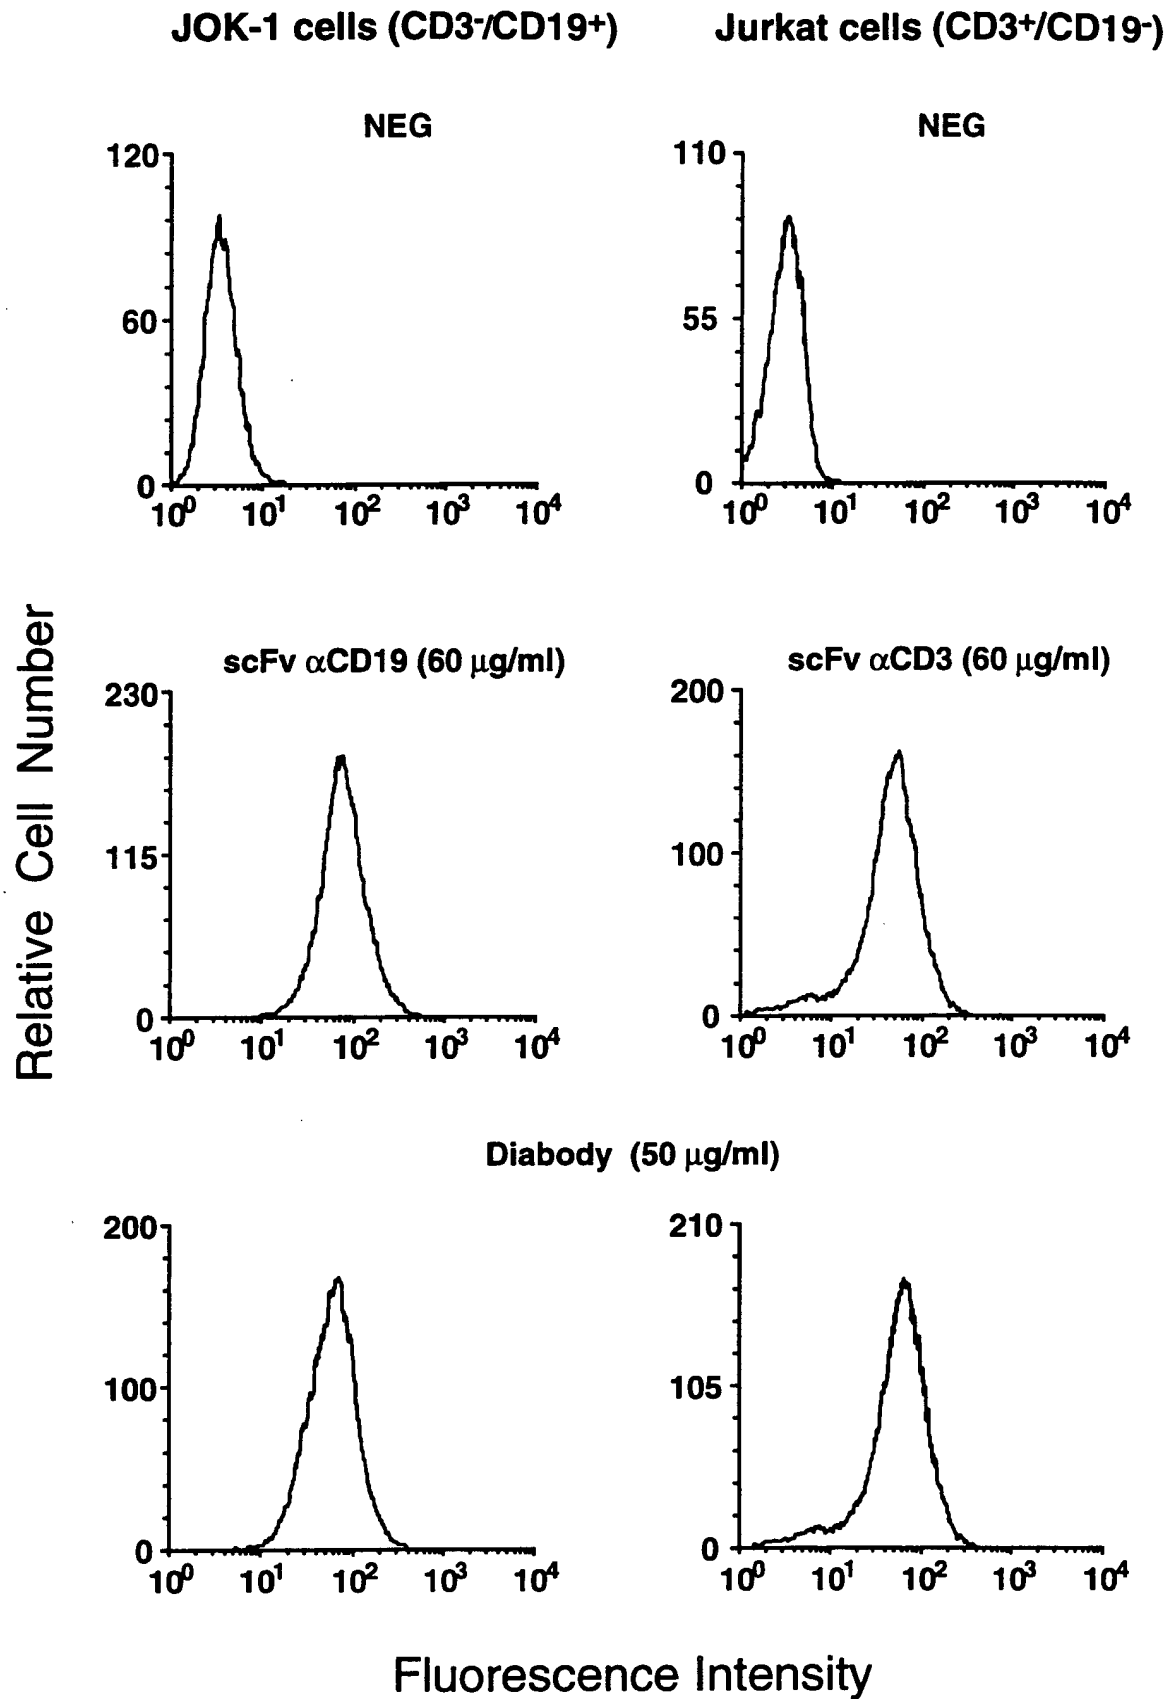 JOK-1 cells (CD3-/CD19+)
Jurkat cells (CD3+/CD19-)
NEG
120
60
0
10⁰ 10¹ 10² 10³ 10⁴
NEG
110
55
0
10⁰ 10¹ 10² 10³ 10⁴
Relative Cell Number
scFv αCD19 (60 μg/ml)
230
115
0
10⁰ 10¹ 10² 10³ 10⁴
scFv αCD3 (60 μg/ml)
200
100
0
10⁰ 10¹ 10² 10³ 10⁴
Diabody (50 μg/ml)
200
100
0
10⁰ 10¹ 10² 10³ 10⁴
210
105
0
10⁰ 10¹ 10² 10³ 10⁴
Fluorescence Intensity